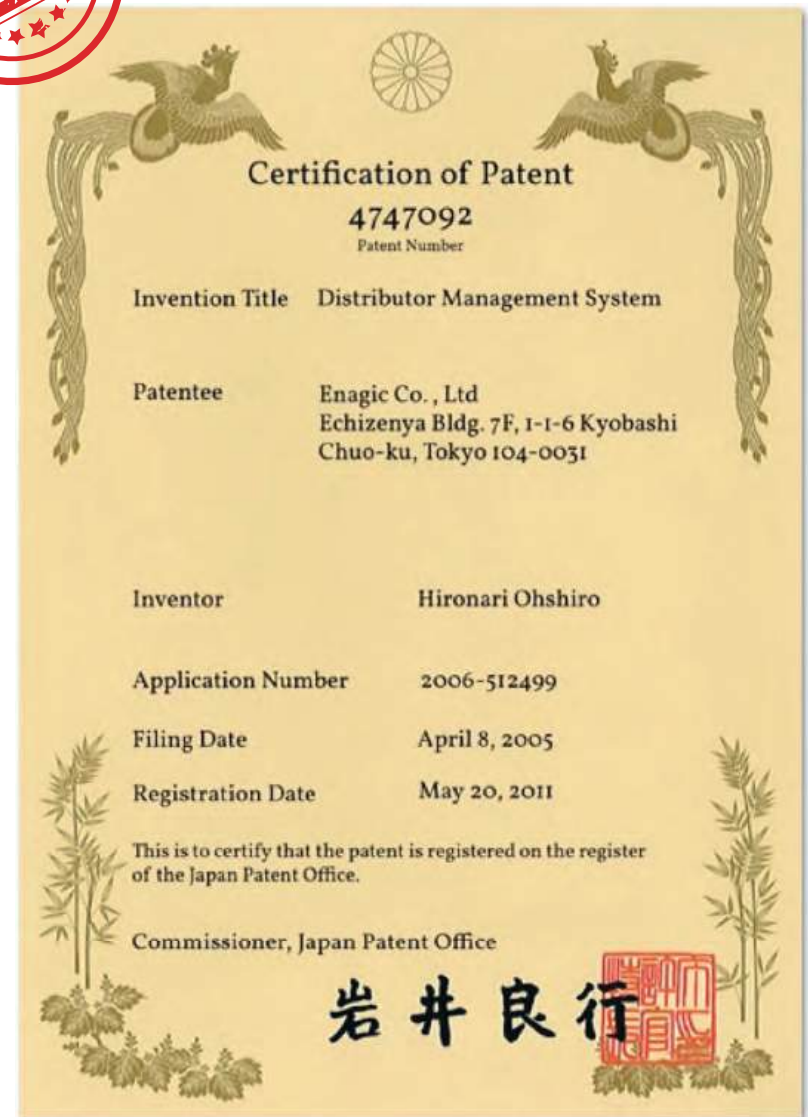 Certification of Patent
4747092
Patent Number
Invention Title Distributor Management System
Patentee Enagic Co., Ltd
Echizenya Bldg. 7F, 1-1-6 Kyobashi
Chuo-ku, Tokyo 104-0031
Inventor Hironari Ohshiro
Application Number 2006-512499
Filing Date April 8, 2005
Registration Date May 20, 2011
This is to certify that the patent is registered on the register
of the Japan Patent Office.
Commissioner, Japan Patent Office
岩井良行